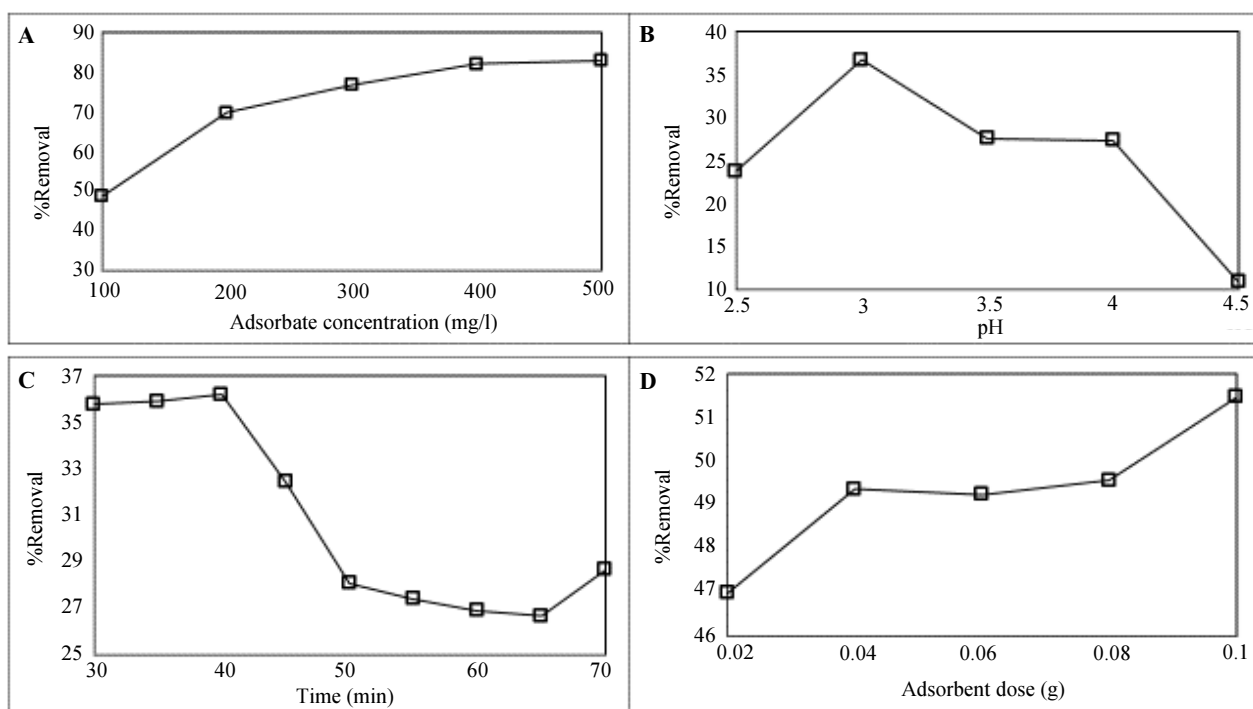 A
90
80
70
60
50
40
30
%Removal
100 200 300 400 500
Adsorbate concentration (mg/l)
B
40
35
30
25
20
15
10
%Removal
2.5 3 3.5 4 4.5
pH
C
37
35
33
31
29
27
25
%Removal
30 40 50 60 70
Time (min)
D
52
51
50
49
48
47
46
%Removal
0.02 0.04 0.06 0.08 0.1
Adsorbent dose (g)